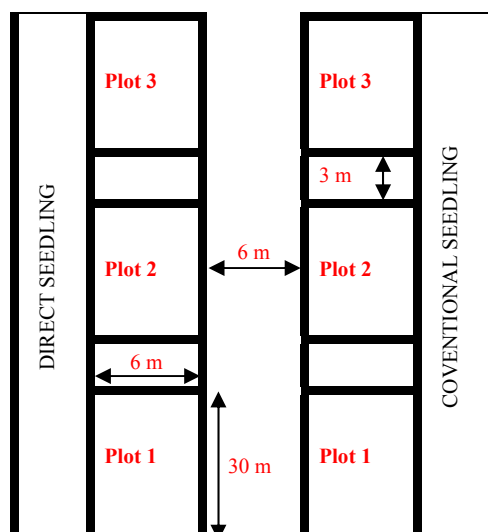 Plot 3
Plot 3
3 m
DIRECT SEEDLING
COVENTIONAL SEEDLING
Plot 2
6 m
Plot 2
6 m
Plot 1
30 m
Plot 1